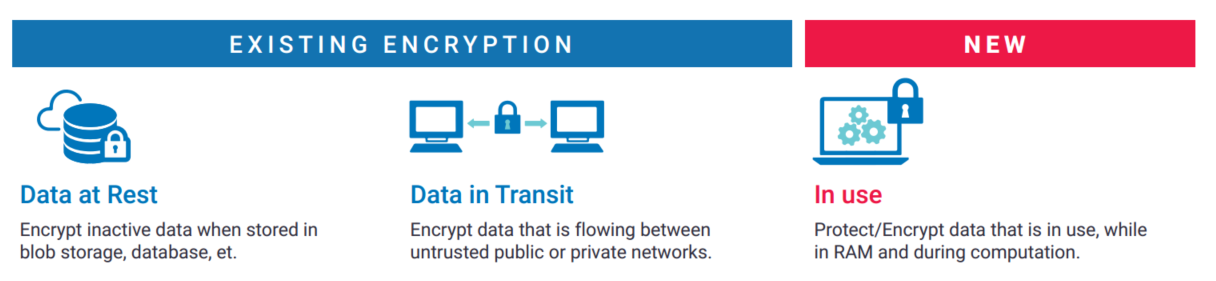 EXISTING ENCRYPTION
NEW
Data at Rest
Encrypt inactive data when stored in
blob storage, database, et.
Data in Transit
Encrypt data that is flowing between
untrusted public or private networks.
In use
Protect/Encrypt data that is in use, while
in RAM and during computation.